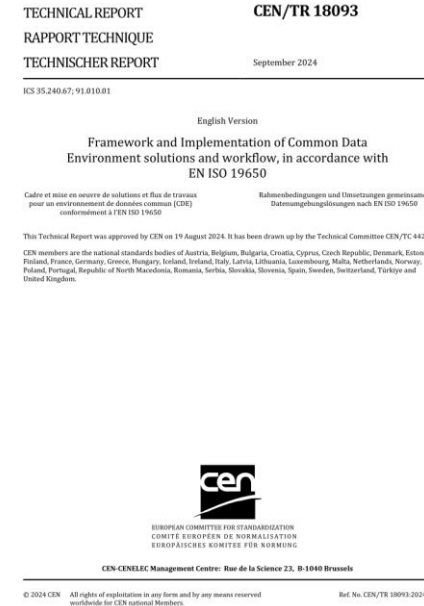 TECHNICAL REPORT
CEN/TR 18093
RAPPORT TECHNIQUE
TECHNISCHER REPORT
September 2024
ICS 35.240.67; 91.010.01
English Version
Framework and Implementation of Common Data
Environment solutions and workflow, in accordance with
EN ISO 19650
Cadre et mise en oeuvre de solutions et flux de travaux
pour un environnement de données commun (CDE)
conformément à l'EN ISO 19650
Rahmenbedingungen und Umsetzungen gemeinsame
Datenumgebungslösungen nach EN ISO 19650
This Technical Report was approved by CEN on 19 August 2024. It has been drawn up by the Technical Committee CEN/TC 442
CEN members are the national standards bodies of Austria, Belgium, Bulgaria, Croatia, Cyprus, Czech Republic, Denmark, Eston
Finland, France, Germany, Greece, Hungary, Iceland, Ireland, Italy, Latvia, Lithuania, Luxembourg, Malta, Netherlands, Norway,
Poland, Portugal, Republic of North Macedonia, Romania, Serbia, Slovakia, Slovenia, Spain, Sweden, Switzerland, Türkiye and
United Kingdom.
cen
EUROPEAN COMMITTEE FOR STANDARDIZATION
COMITÉ EUROPÉEN DE NORMALISATION
EUROPÄISCHES KOMITEE FÜR NORMUNG
CEN-CENELEC Management Centre: Rue de la Science 23, B-1040 Brussels
© 2024 CEN All rights of exploitation in any form and by any means reserved
worldwide for CEN national Members.
Ref. No. CEN/TR 18093:2024